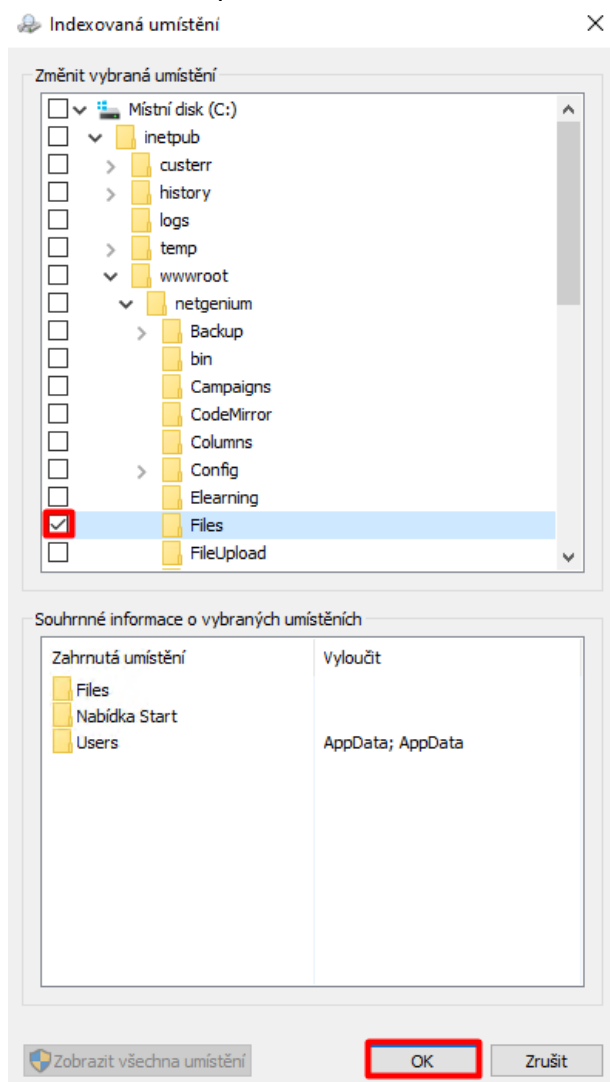 Indexovaná umístění
Změnit vybraná umístění
Místní disk (C:)
inetpub
custerr
history
logs
temp
wwwroot
netgenium
Backup
bin
Campaigns
CodeMirror
Columns
Config
Elearning
Files
FileUpload
Souhrnné informace o vybraných umístěních
Zahrnutá umístění Vyloučit
Files
Nabídka Start
Users AppData; AppData
Zobrazit všechna umístění OK Zrušit